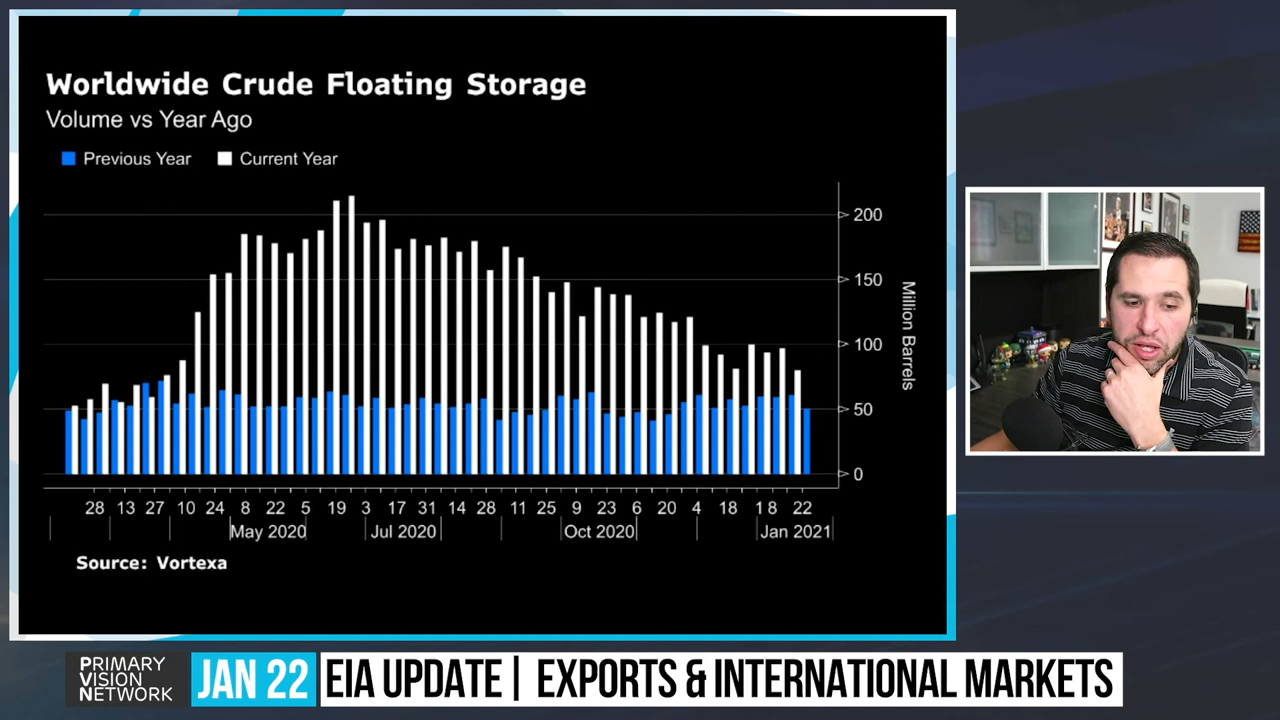 Worldwide Crude Floating Storage
Volume vs Year Ago
Previous Year Current Year
200
150
100
50
0
Million Barrels
28 13 27 10 24 8 22 5 19 3 17 31 14 28 11 25 9 23 6 20 4 18 1 8 22
May 2020 Jul 2020 Oct 2020 Jan 2021
Source: Vortexa
PRIMARY
VISION
NETWORK
JAN 22 EIA UPDATE | EXPORTS & INTERNATIONAL MARKETS